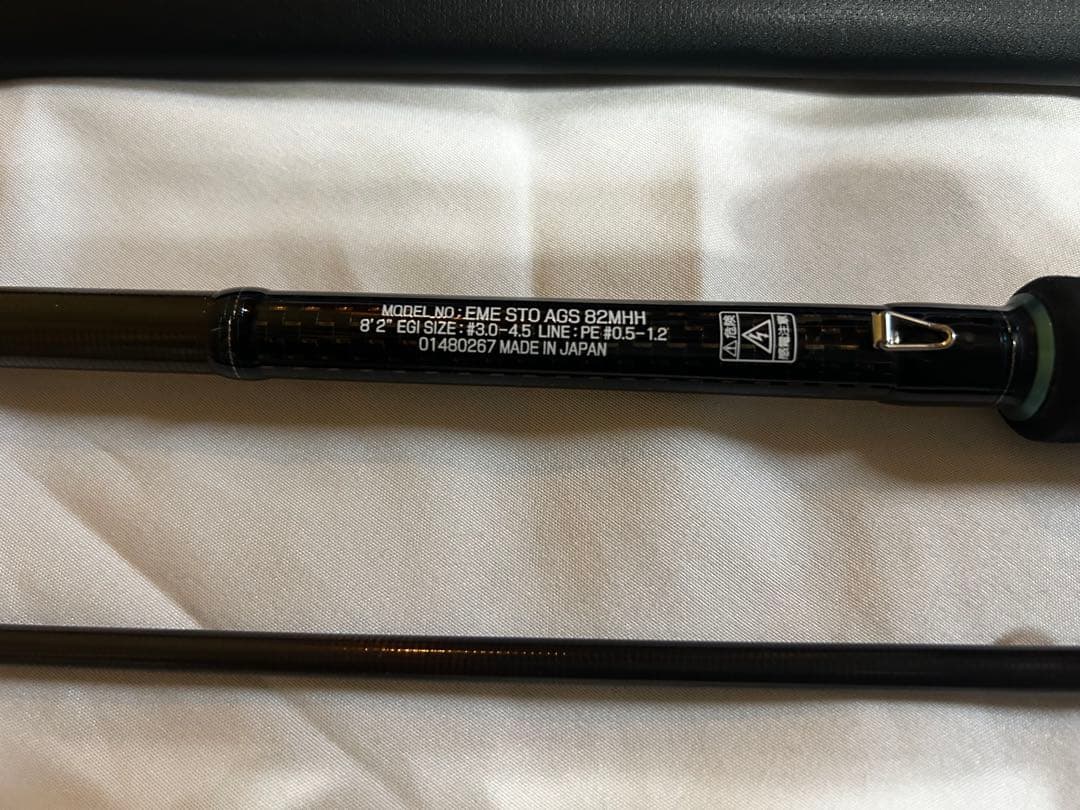 MODEL NO : EME STO AGS 82MHH
8'2" EGI SIZE : #3.0-4.5 LINE : PE #0.5-1.2
01480267 MADE IN JAPAN
危険
感電注意